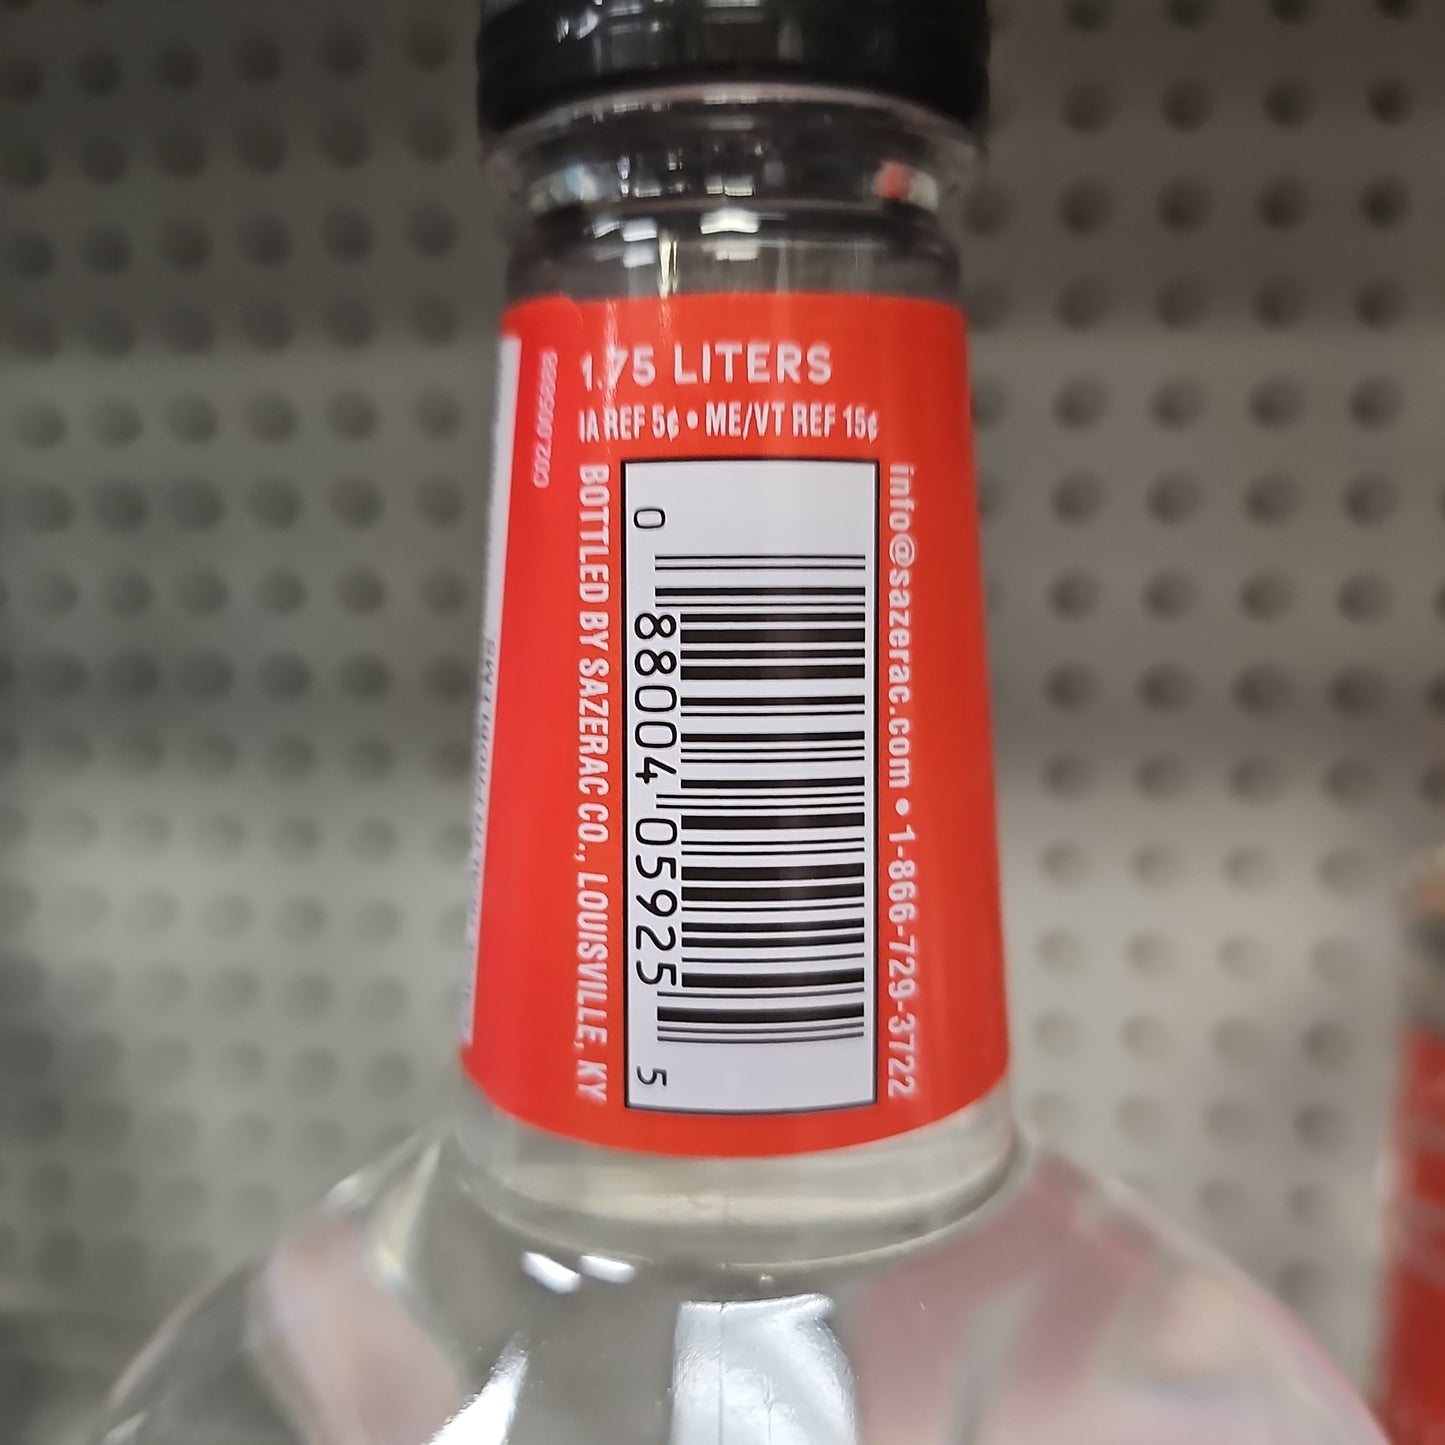 1.75 LITERS
IA REF 5¢ • ME/VT REF 15¢
BOTTLED BY SAZERAC CO., LOUISVILLE, KY
0 88004 05925 5
info@sazerac.com • 1-866-729-3722